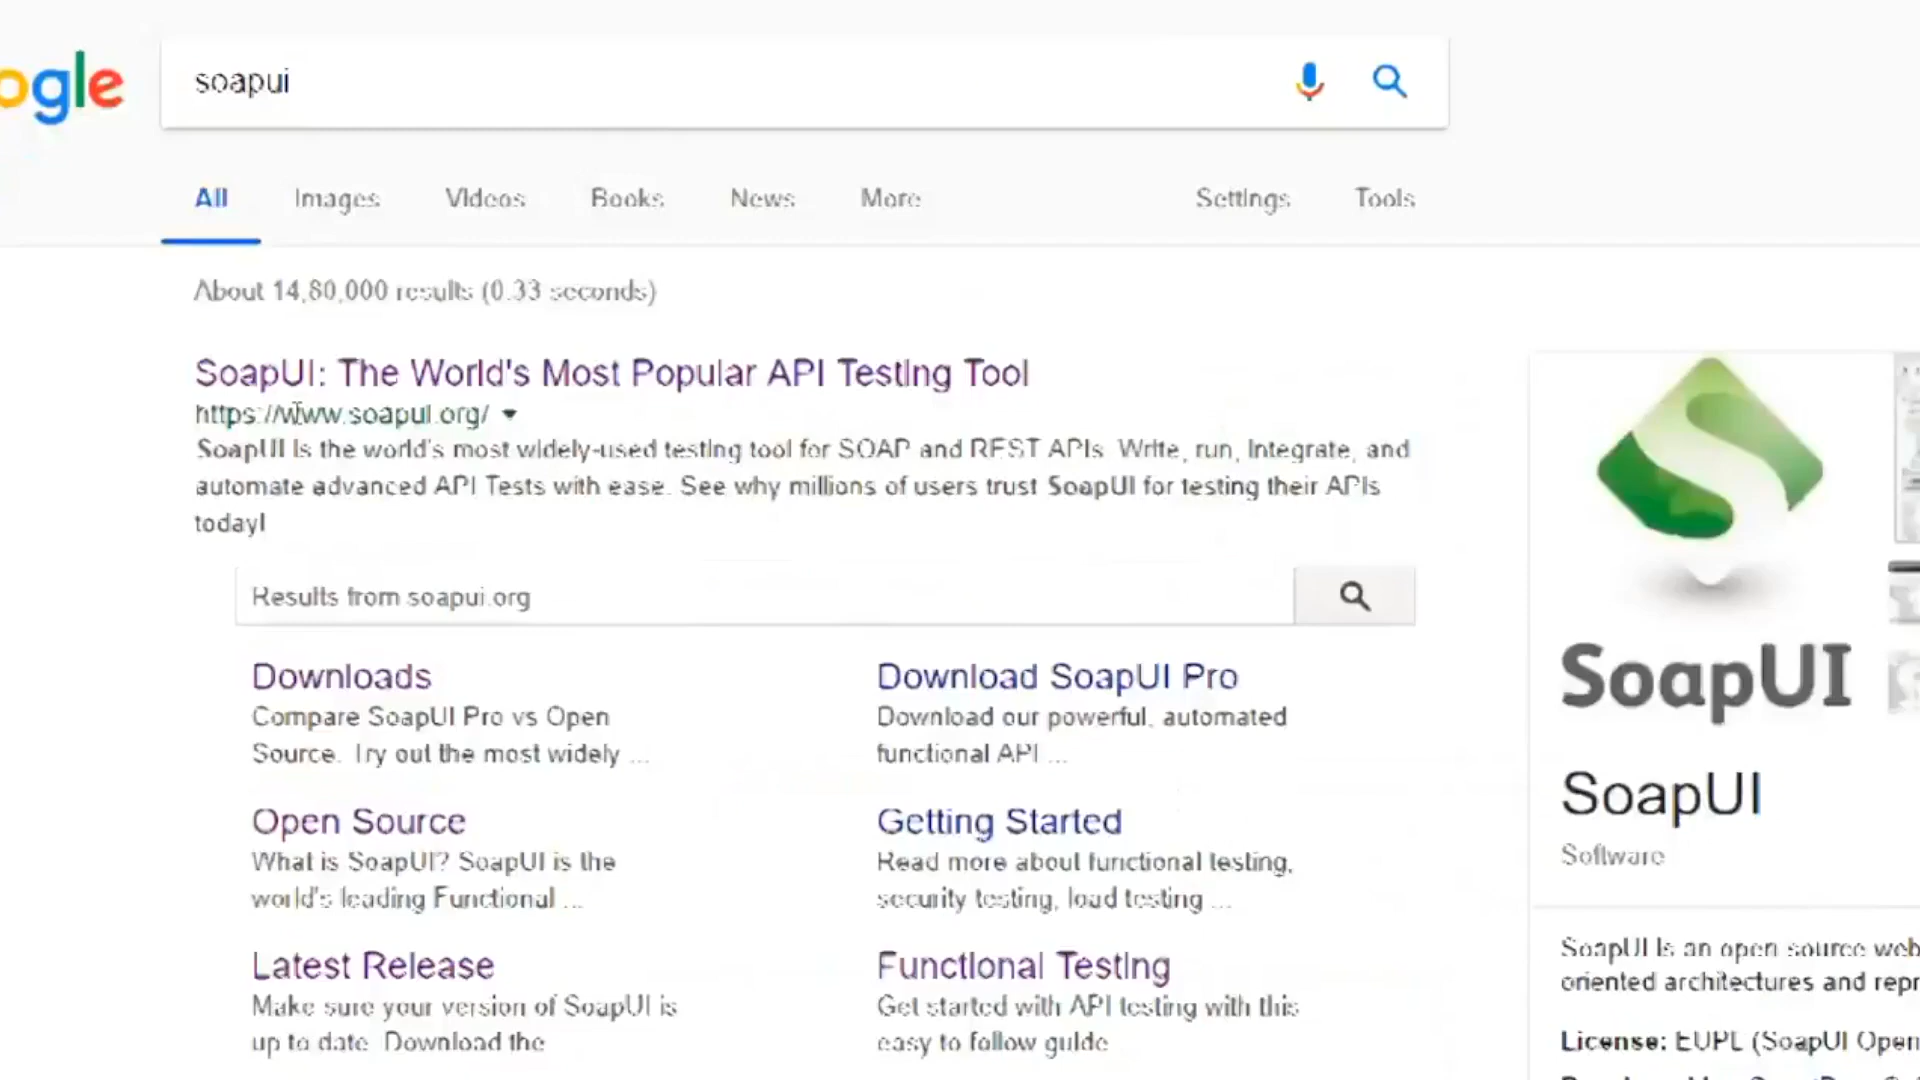 ogle
soapui
All Images Videos Books News More Settings Tools
About 14,80,000 results (0.33 seconds)
SoapUI: The World's Most Popular API Testing Tool
https://www.soapui.org/
SoapUI is the world's most widely-used testing tool for SOAP and REST APIs. Write, run, integrate, and
automate advanced API Tests with ease. See why millions of users trust SoapUI for testing their APIs
today!
Results from soapui.org
Downloads
Compare SoapUI Pro vs Open
Source. Try out the most widely ...
Download SoapUI Pro
Download our powerful, automated
functional API ...
Open Source
What is SoapUI? SoapUI is the
world's leading Functional ...
Getting Started
Read more about functional testing,
security testing, load testing ...
Latest Release
Make sure your version of SoapUI is
up to date. Download the
Functional Testing
Get started with API testing with this
easy to follow guide
SoapUI
SoapUI
Software
SoapUI is an open source web
oriented architectures and repr
License: EUPL (SoapUI Open